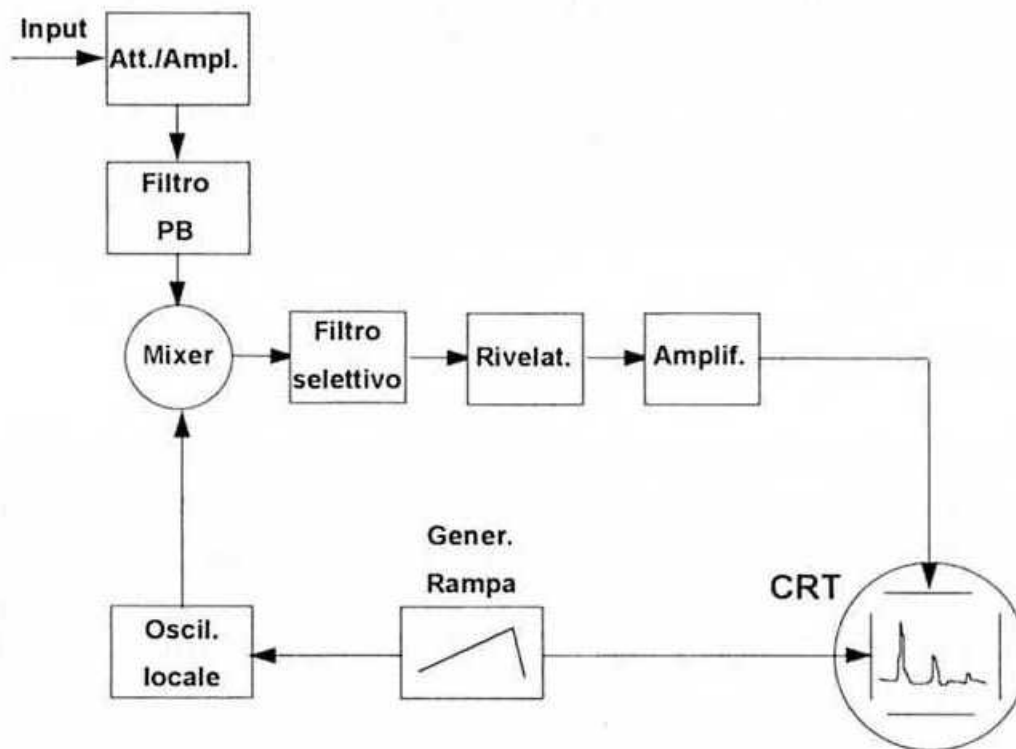 Input
Att./Ampl.
Filtro
PB
Mixer
Filtro
selettivo
Rivelat.
Amplif.
Gener.
Rampa
CRT
Oscil.
locale